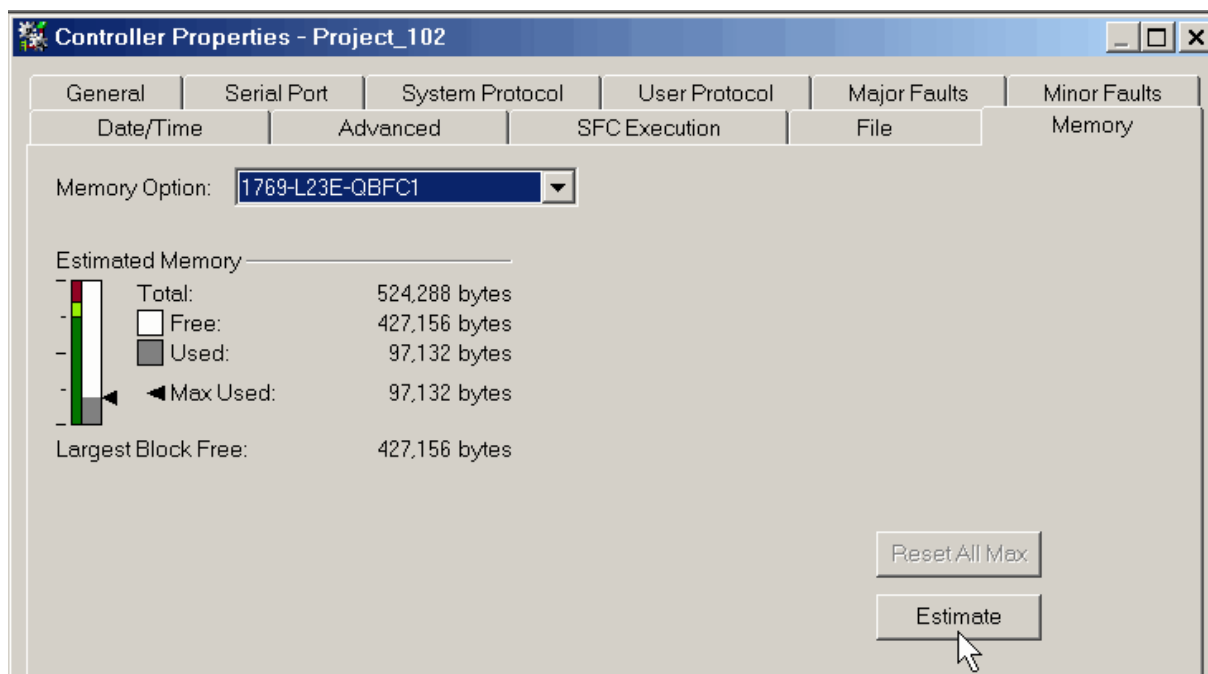 Controller Properties - Project_102
General Serial Port System Protocol User Protocol Major Faults Minor Faults
Date/Time Advanced SFC Execution File Memory
Memory Option: 1769-L23E-QBFC1
Estimated Memory
Total: 524,288 bytes
Free: 427,156 bytes
Used: 97,132 bytes
Max Used: 97,132 bytes
Largest Block Free: 427,156 bytes
Reset All Max
Estimate